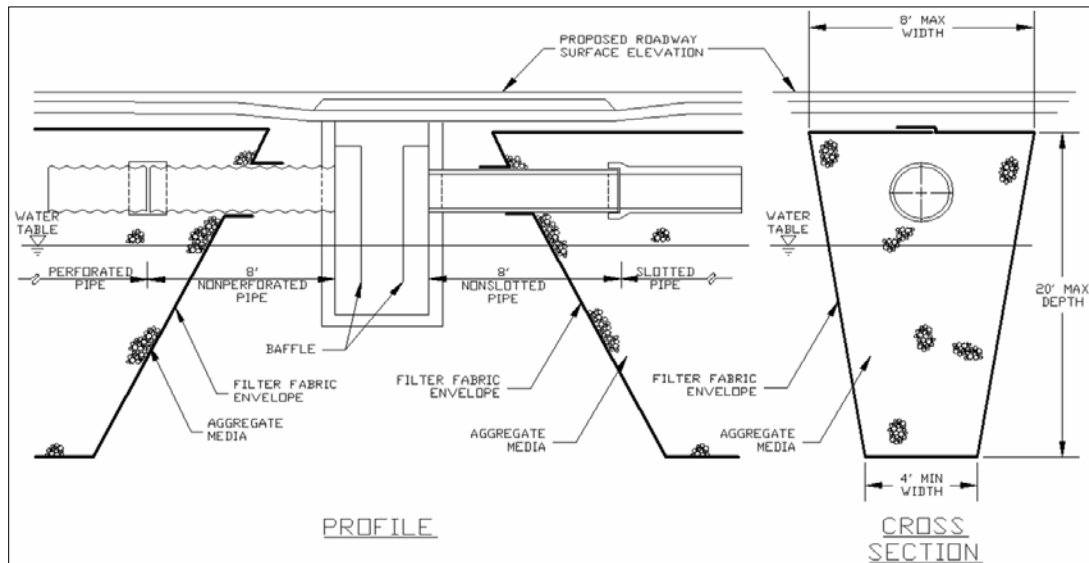 PROPOSED ROADWAY
SURFACE ELEVATION
8' MAX
WIDTH
WATER
TABLE
PERFORATED
PIPE
8'
NONPERFORATED
PIPE
8'
NONSLOTTED
PIPE
SLOTTED
PIPE
WATER
TABLE
20' MAX
DEPTH
BAFFLE
FILTER FABRIC
ENVELOPE
FILTER FABRIC
ENVELOPE
FILTER FABRIC
ENVELOPE
AGGREGATE
MEDIA
AGGREGATE
MEDIA
AGGREGATE
MEDIA
4' MIN
WIDTH
PROFILE
CROSS
SECTION